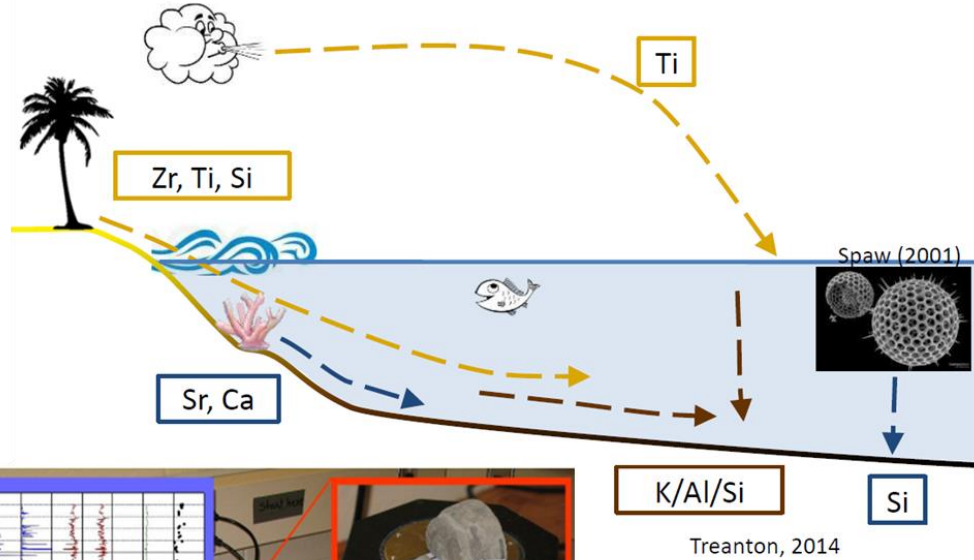 Ti
Zr, Ti, Si
Spaw (2001)
Sr, Ca
K/Al/Si
Si
Treanton, 2014